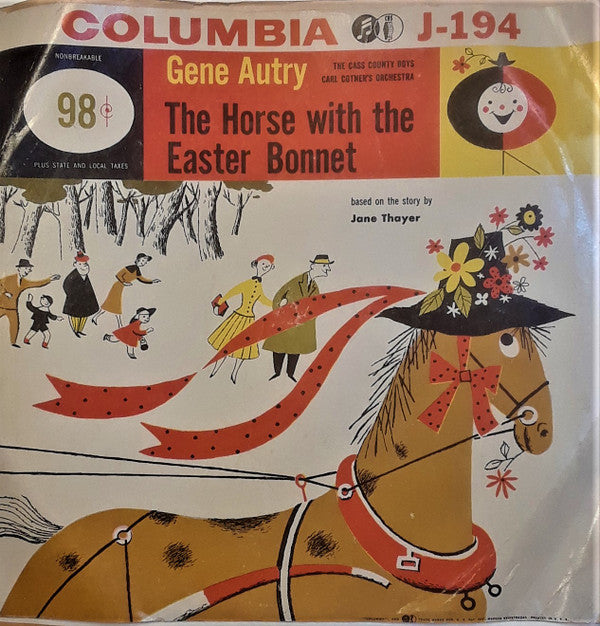 COLUMBIA J-194
NONBREAKABLE
98¢
PLUS STATE AND LOCAL TAXES
Gene Autry
THE CASS COUNTY BOYS
CARL COTNER'S ORCHESTRA
The Horse with the
Easter Bonnet
based on the story by
Jane Thayer